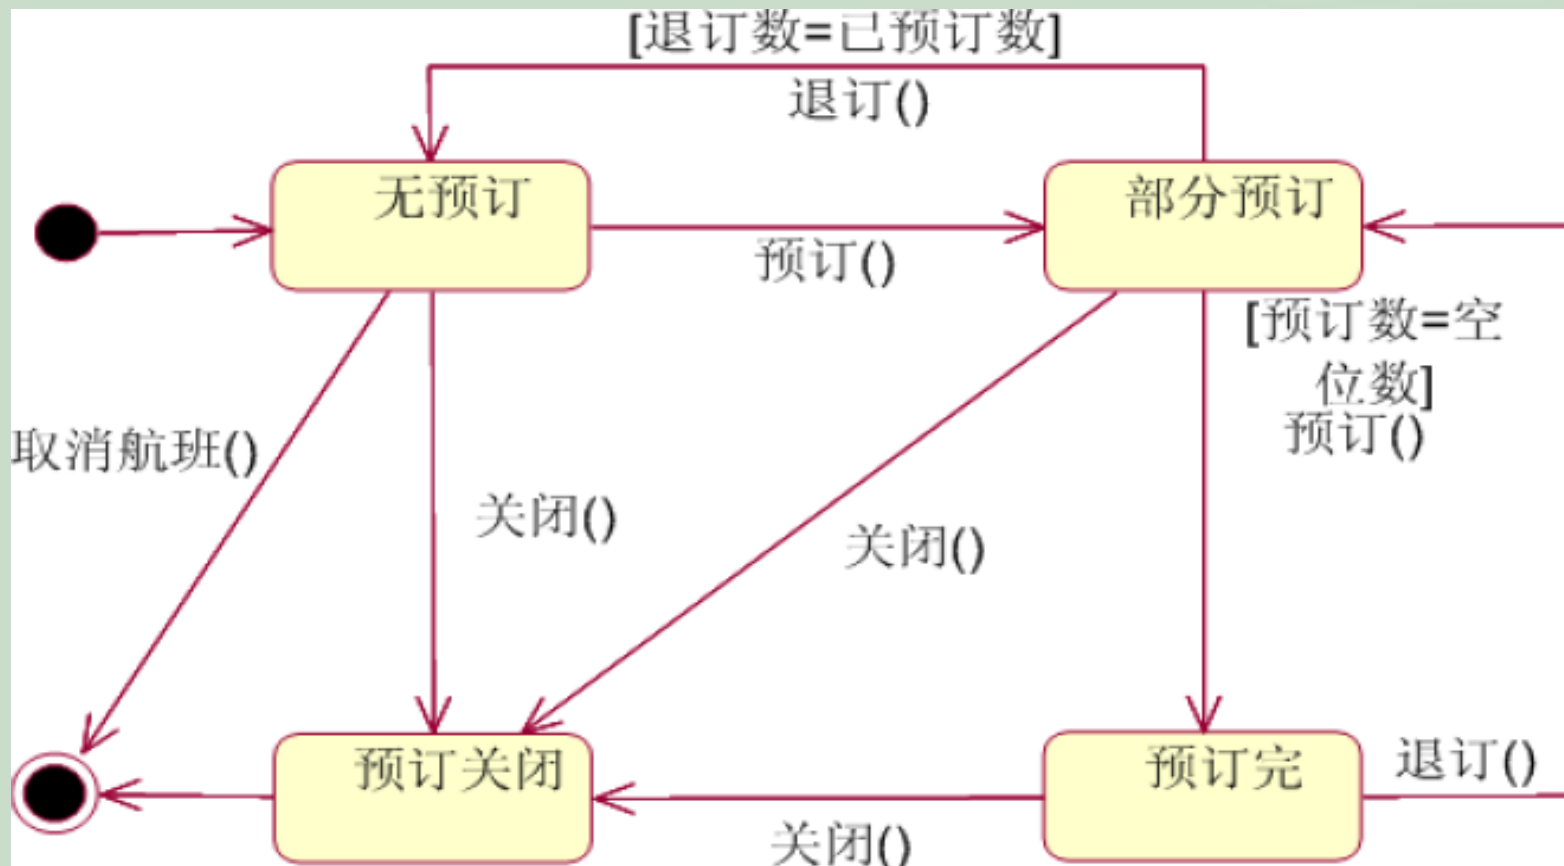 [退订数=已预订数]
退订()
无预订
部分预订
预订()
[预订数=空
位数]
预订()
取消航班()
关闭()
关闭()
预订关闭
预订完
退订()
关闭()